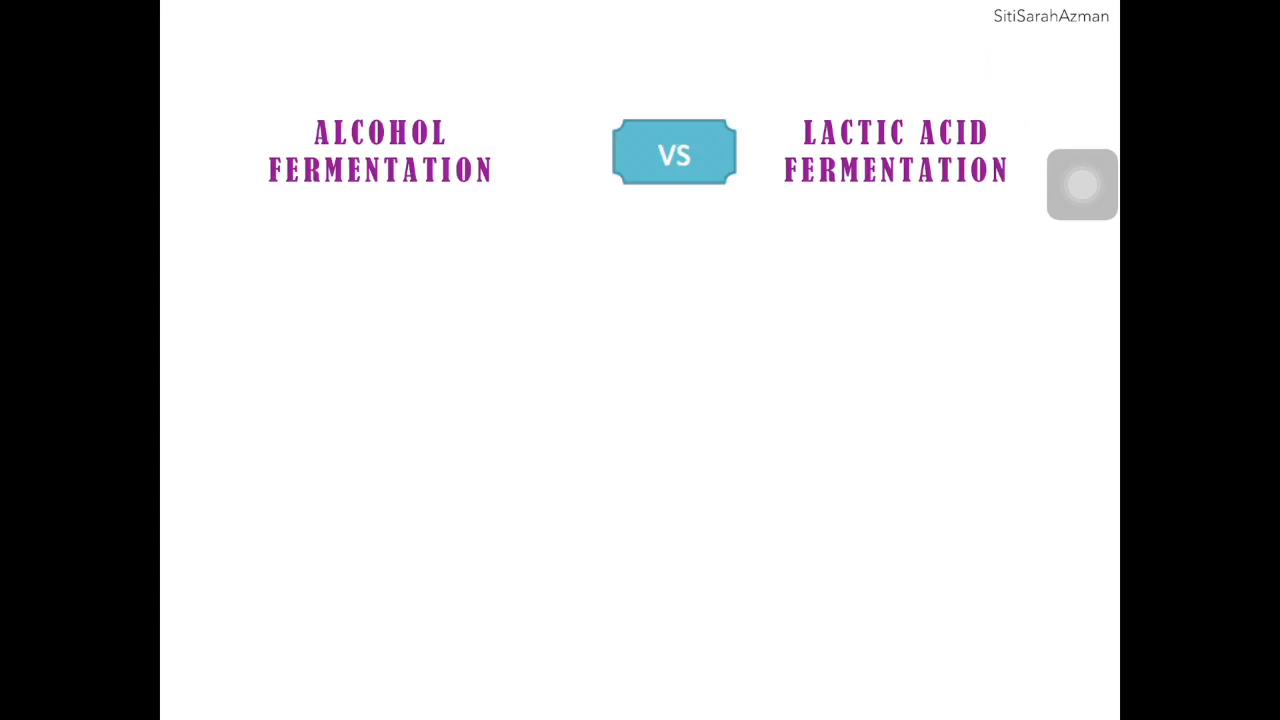 SitiSarahAzman
ALCOHOL
FERMENTATION
VS
LACTIC ACID
FERMENTATION